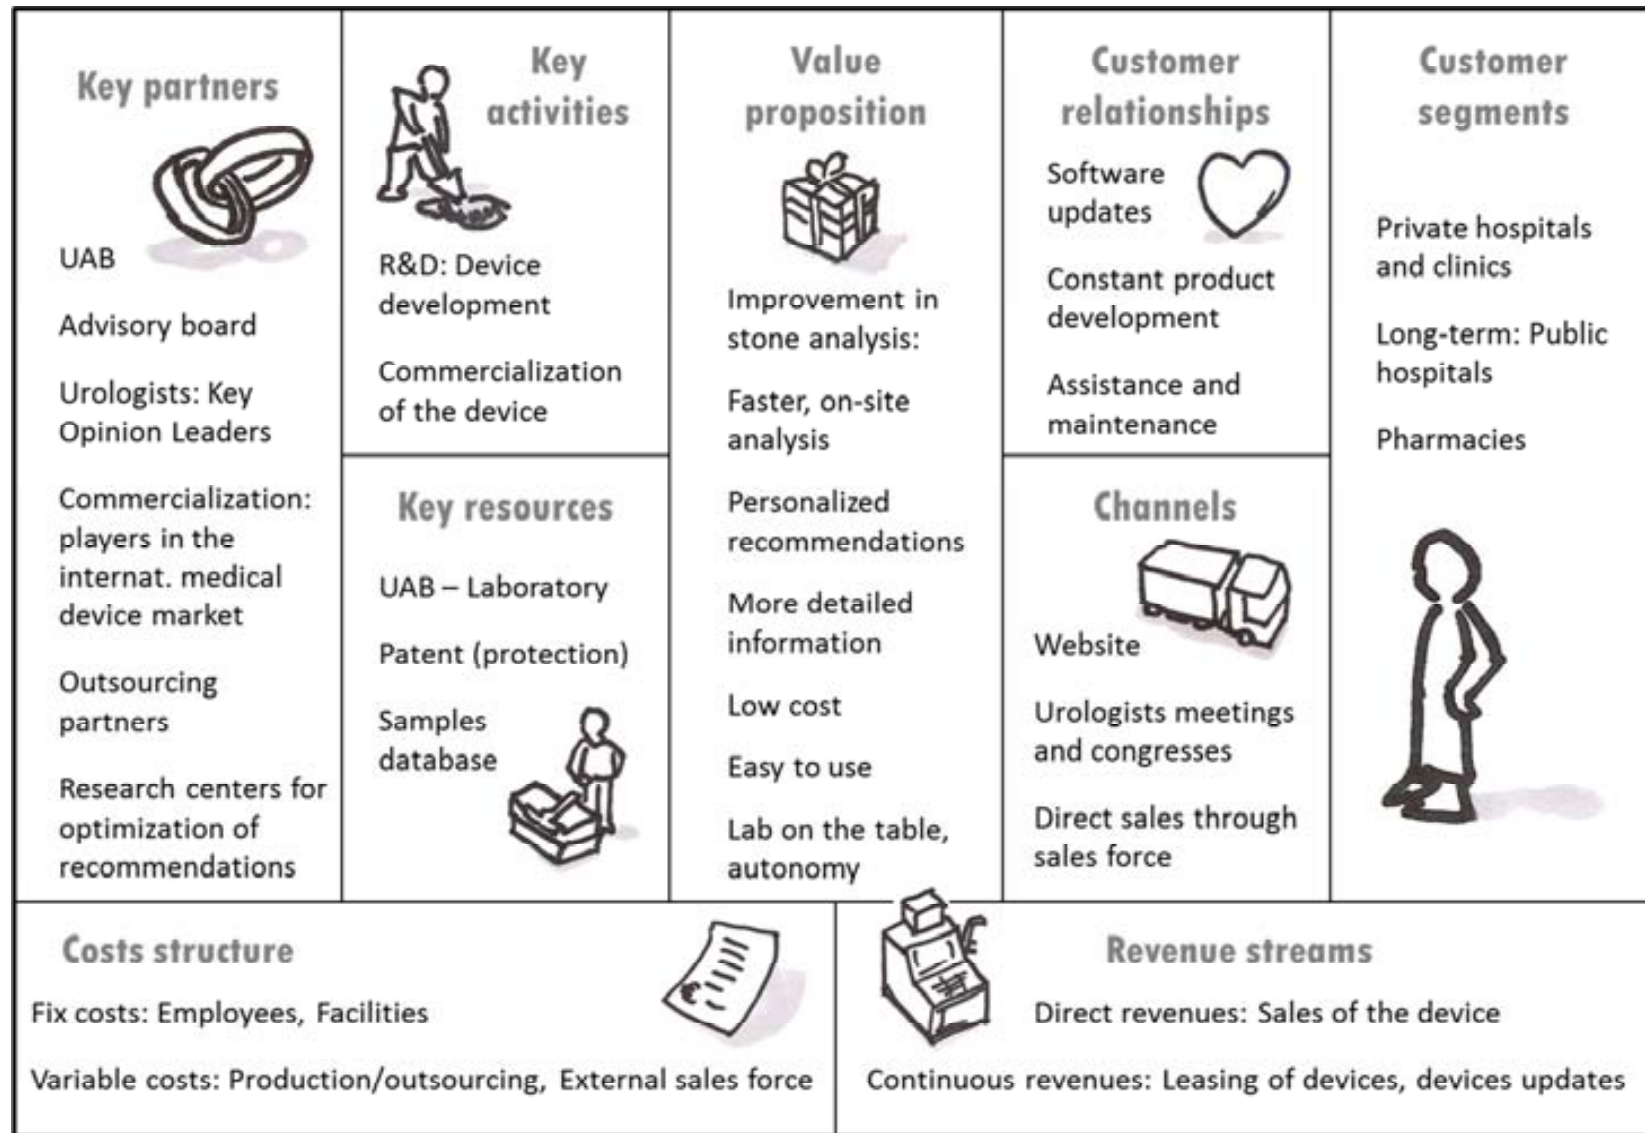 Key partners
UAB
Advisory board
Urologists: Key
Opinion Leaders
Commercialization:
players in the
internat. medical
device market
Outsourcing
partners
Research centers for
optimization of
recommendations
Key
activities
R&D: Device
development
Commercialization
of the device
Key resources
UAB – Laboratory
Patent (protection)
Samples
database
Value
proposition
Improvement in
stone analysis:
Faster, on-site
analysis
Personalized
recommendations
More detailed
information
Low cost
Easy to use
Lab on the table,
autonomy
Customer
relationships
Software
updates
Constant product
development
Assistance and
maintenance
Channels
Website
Urologists meetings
and congresses
Direct sales through
sales force
Customer
segments
Private hospitals
and clinics
Long-term: Public
hospitals
Pharmacies
Costs structure
Fix costs: Employees, Facilities
Variable costs: Production/outsourcing, External sales force
€
Revenue streams
Direct revenues: Sales of the device
Continuous revenues: Leasing of devices, devices updates